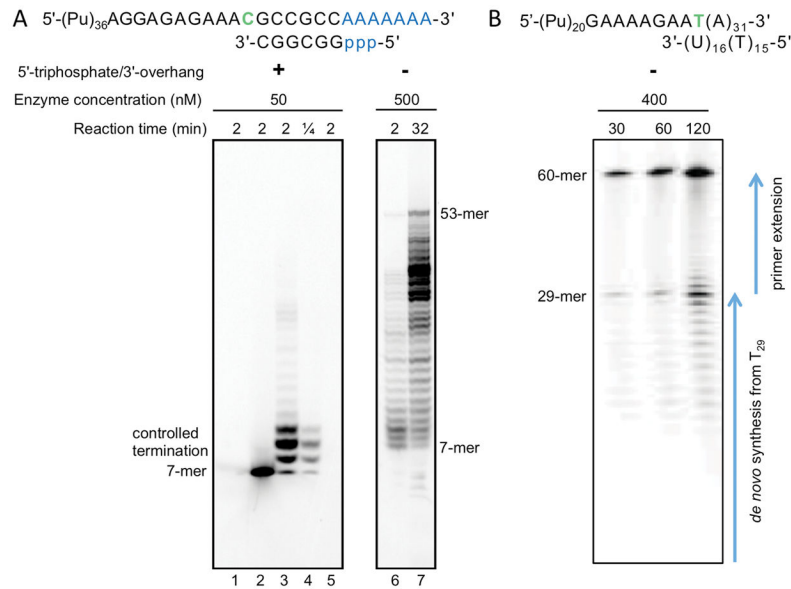 A
5'-(Pu)36AGGAGAGAAACGCCGCCAAAAAAA-3'
3'-CGGCGGppp-5'
5'-triphosphate/3'-overhang + -
Enzyme concentration (nM) 50 500
Reaction time (min) 2 2 2 ¼ 2 2 32
53-mer
controlled
termination
7-mer
7-mer
1 2 3 4 5 6 7
B
5'-(Pu)20GAAAAGAAT(A)31-3'
3'-(U)16(T)15-5'
-
400
30 60 120
60-mer
29-mer
primer extension
de novo synthesis from T29